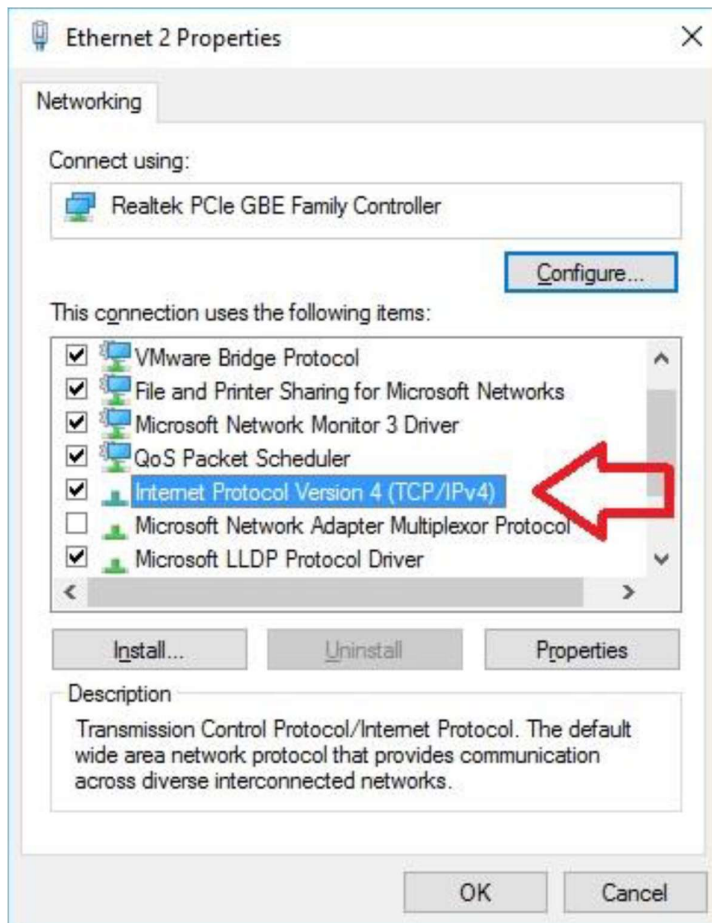 Ethernet 2 Properties
Networking
Connect using:
Realtek PCIe GBE Family Controller
Configure...
This connection uses the following items:
VMware Bridge Protocol
File and Printer Sharing for Microsoft Networks
Microsoft Network Monitor 3 Driver
QoS Packet Scheduler
Internet Protocol Version 4 (TCP/IPv4)
Microsoft Network Adapter Multiplexor Protocol
Microsoft LLDP Protocol Driver
Install... Uninstall Properties
Description
Transmission Control Protocol/Internet Protocol. The default
wide area network protocol that provides communication
across diverse interconnected networks.
OK Cancel